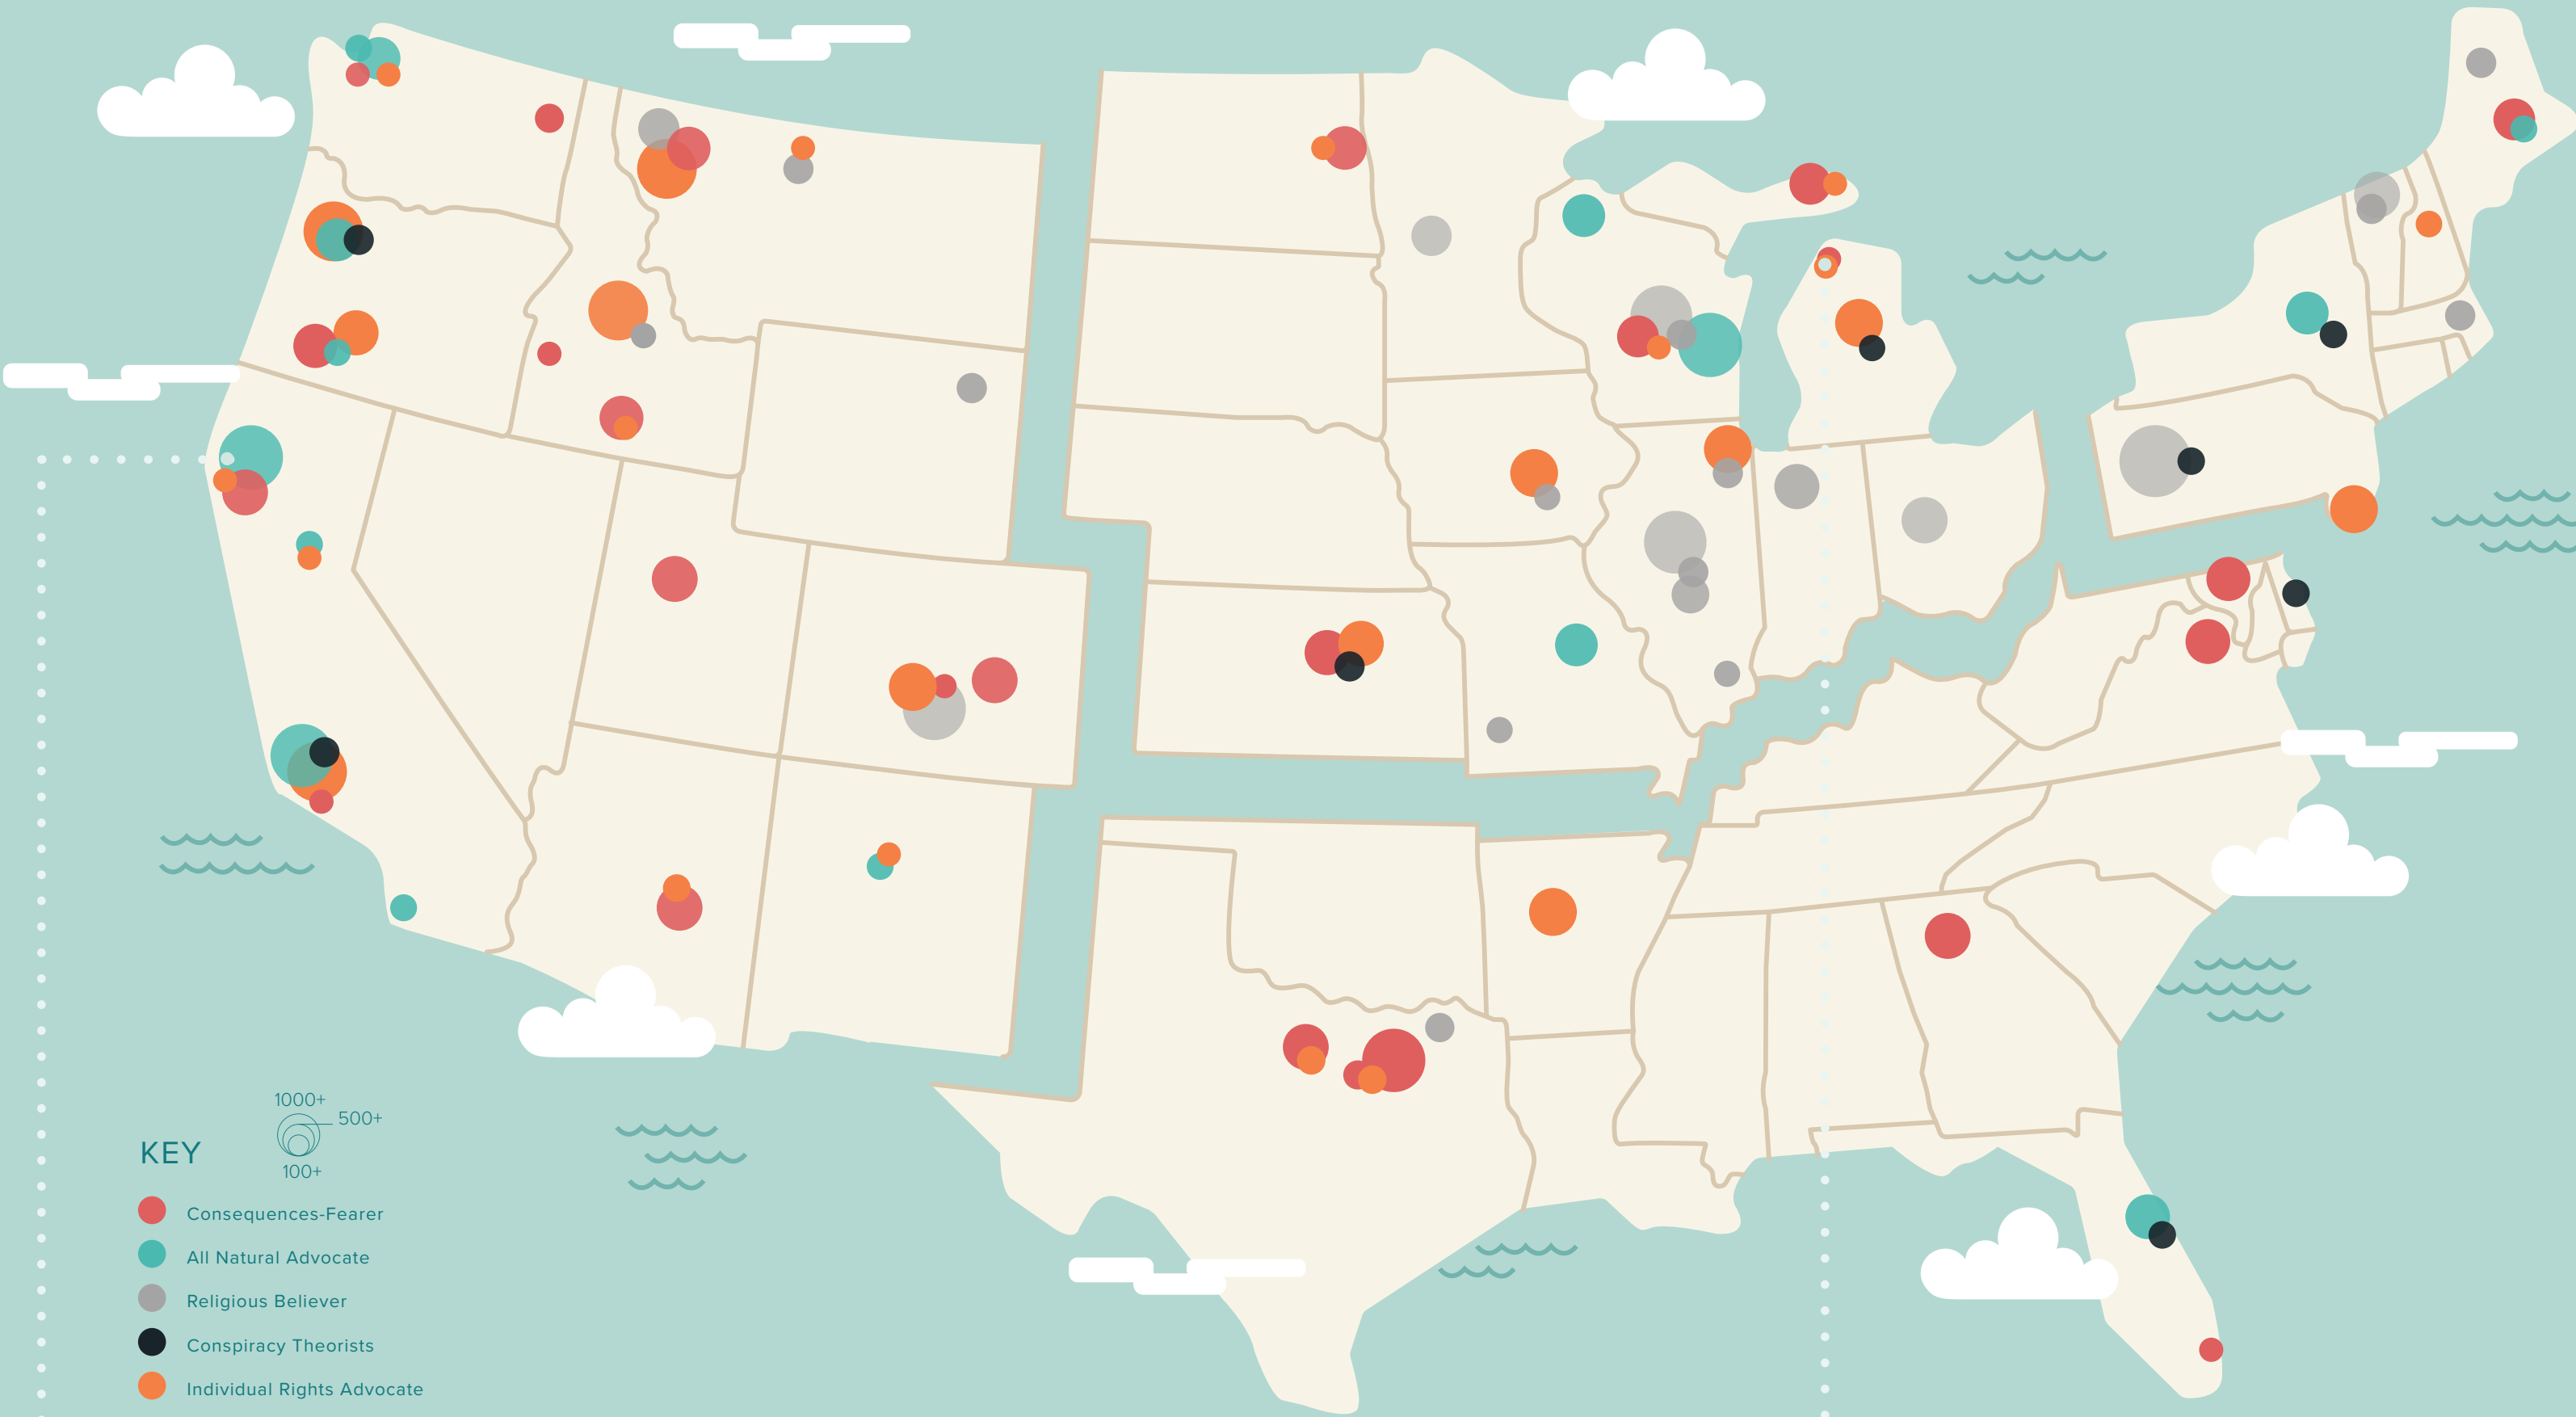 1000+
500+
KEY
100+
Consequences-Fearer
All Natural Advocate
Religious Believer
Conspiracy Theorists
Individual Rights Advocate